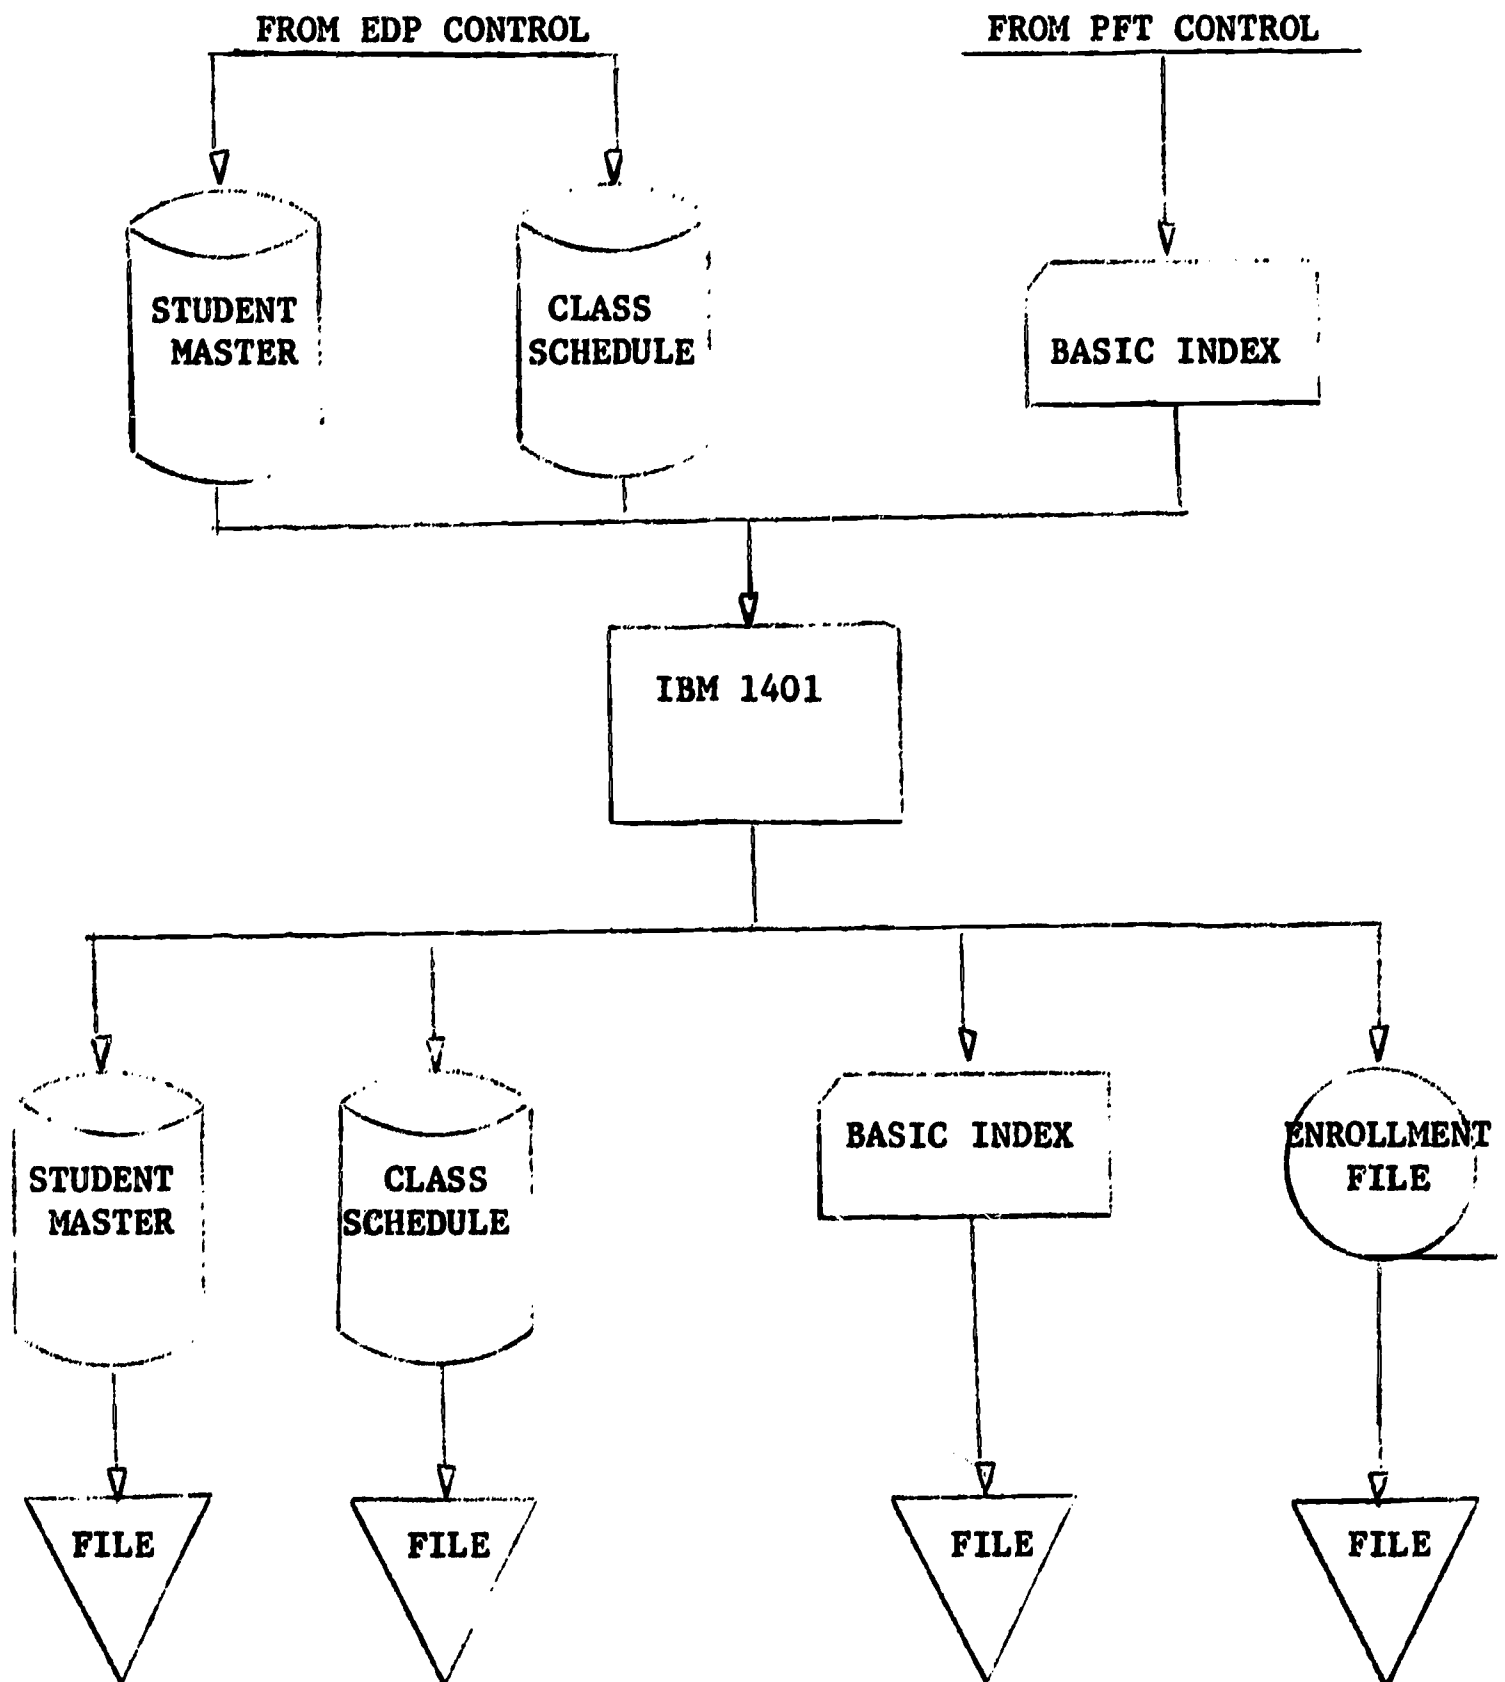 FROM EDP CONTROL
FROM PFT CONTROL
STUDENT
MASTER
CLASS
SCHEDULE
BASIC INDEX
IBM 1401
STUDENT
MASTER
CLASS
SCHEDULE
BASIC INDEX
ENROLLMENT
FILE
FILE
FILE
FILE
FILE